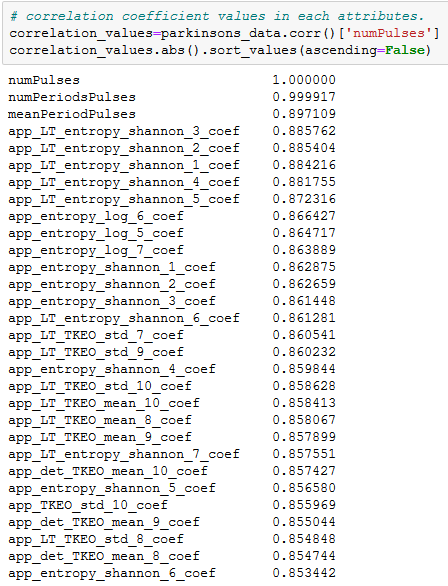 # correlation coefficient values in each attributes.
correlation_values=parkinsons_data.corr()['numPulses']
correlation_values.abs().sort_values(ascending=False)
numPulses 1.000000
numPeriodsPulses 0.999917
meanPeriodPulses 0.897109
app_LT_entropy_shannon_3_coef 0.885762
app_LT_entropy_shannon_2_coef 0.885404
app_LT_entropy_shannon_1_coef 0.884216
app_LT_entropy_shannon_4_coef 0.881755
app_LT_entropy_shannon_5_coef 0.872316
app_entropy_log_6_coef 0.866427
app_entropy_log_5_coef 0.864717
app_entropy_log_7_coef 0.863889
app_entropy_shannon_1_coef 0.862875
app_entropy_shannon_2_coef 0.862659
app_entropy_shannon_3_coef 0.861448
app_LT_entropy_shannon_6_coef 0.861281
app_LT_TKEO_std_7_coef 0.860541
app_LT_TKEO_std_9_coef 0.860232
app_entropy_shannon_4_coef 0.859844
app_LT_TKEO_std_10_coef 0.858628
app_LT_TKEO_mean_10_coef 0.858413
app_LT_TKEO_mean_8_coef 0.858067
app_LT_TKEO_mean_9_coef 0.857899
app_LT_entropy_shannon_7_coef 0.857551
app_det_TKEO_mean_10_coef 0.857427
app_entropy_shannon_5_coef 0.856580
app_TKEO_std_10_coef 0.855969
app_det_TKEO_mean_9_coef 0.855044
app_LT_TKEO_std_8_coef 0.854848
app_det_TKEO_mean_8_coef 0.854744
app_entropy_shannon_6_coef 0.853442